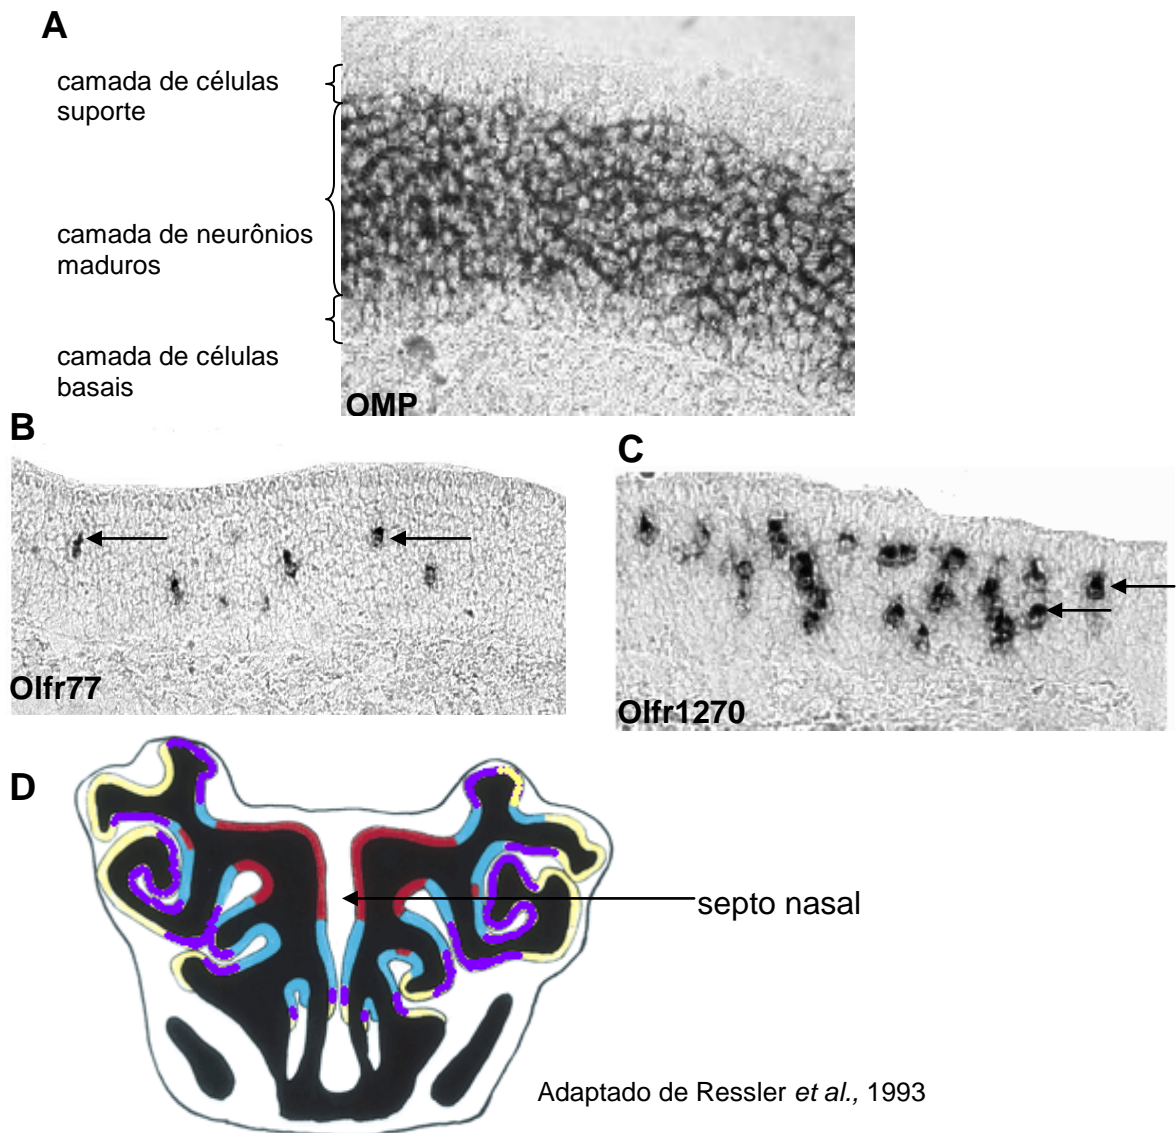 A
camada de células
suporte
camada de neurônios
maduros
camada de células
basais
OMP
B
C
Olfr77
Olfr1270
D
septo nasal
Adaptado de Ressler et al., 1993